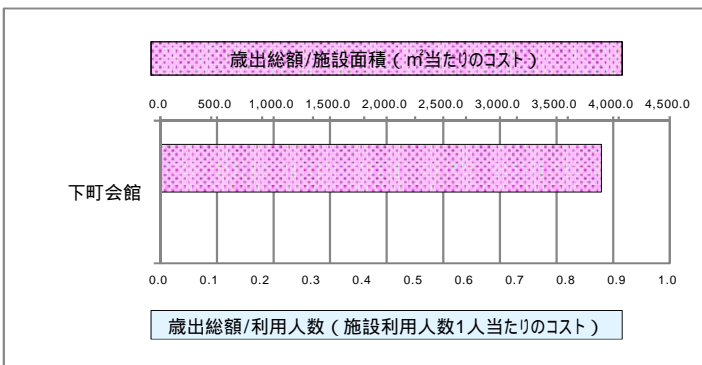 歳出総額/施設面積(㎡当たりのコスト)
0.0 500.0 1,000.0 1,500.0 2,000.0 2,500.0 3,000.0 3,500.0 4,000.0 4,500.0
下町会館
0.0 0.1 0.2 0.3 0.4 0.5 0.6 0.7 0.8 0.9 1.0
歳出総額/利用人数(施設利用人数1人当たりのコスト)